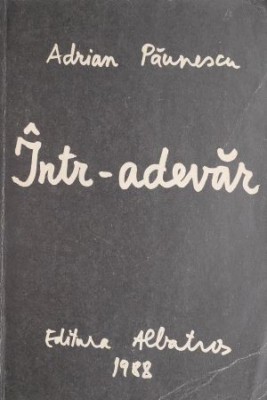 Adrian Păunescu
Într-adevăr
Editura Albatros
1988